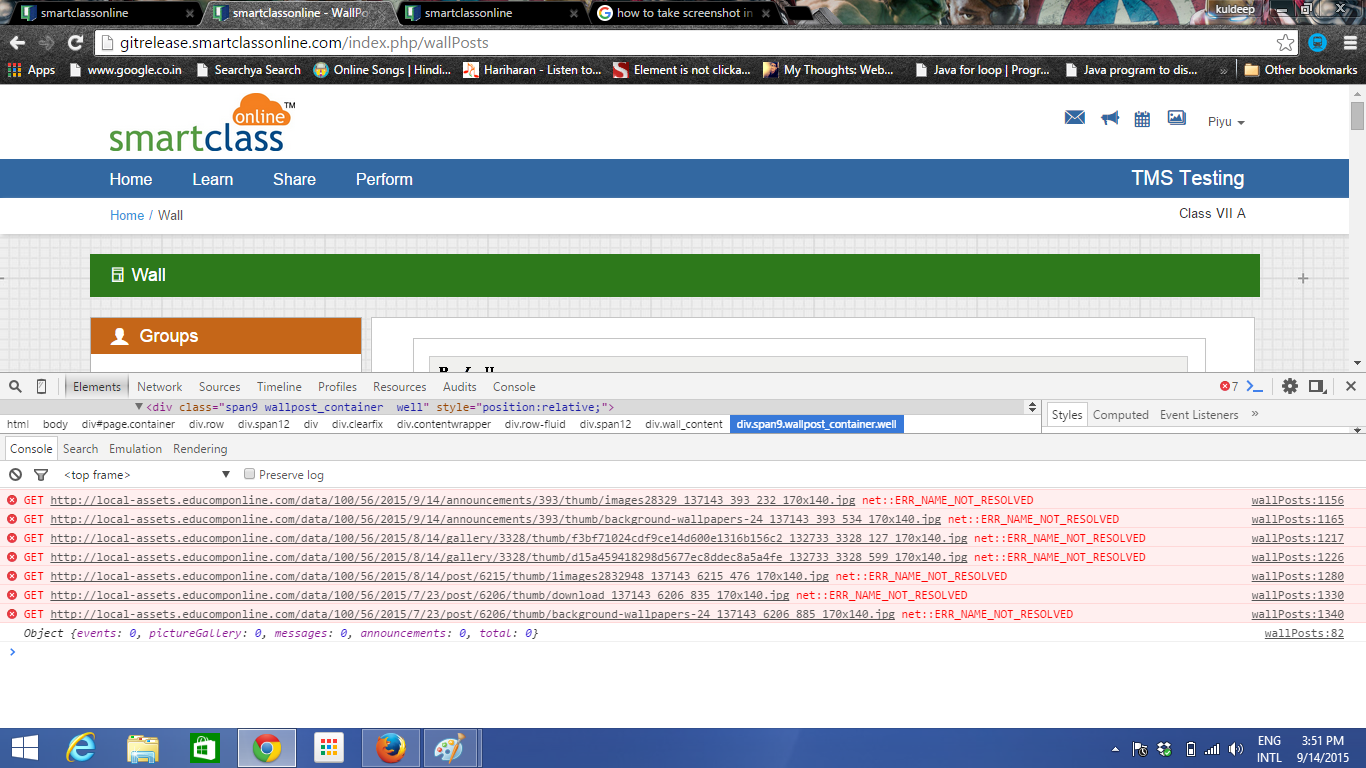 smartclassonline
smartclassonline - WallPo
smartclassonline
how to take screenshot in
kuldeep
gitrelease.smartclassonline.com/index.php/wallPosts
Apps www.google.co.in Searchya Search Online Songs | Hindi... Hariharan - Listen to... Element is not clicka... My Thoughts: Web... Java for loop | Progr... Java program to dis... » Other bookmarks
smartclass online TM
Piyu
Home Learn Share Perform TMS Testing
Home / Wall Class VII A
Wall
Groups
B I U
Elements Network Sources Timeline Profiles Resources Audits Console 7
<div class="span9 wallpost_container  well" style="position:relative;">
Styles Computed Event Listeners »
html body div#page.container div.row div.span12 div div.clearfix div.contentwrapper div.row-fluid div.span12 div.wall_content div.span9.wallpost_container.well
Console Search Emulation Rendering
<top frame> Preserve log
GET http://local-assets.educomponline.com/data/100/56/2015/9/14/announcements/393/thumb/images28329_137143_393_232_170x140.jpg net::ERR_NAME_NOT_RESOLVED wallPosts:1156
GET http://local-assets.educomponline.com/data/100/56/2015/9/14/announcements/393/thumb/background-wallpapers-24_137143_393_534_170x140.jpg net::ERR_NAME_NOT_RESOLVED wallPosts:1165
GET http://local-assets.educomponline.com/data/100/56/2015/8/14/gallery/3328/thumb/f3bf71024cdf9ce14d600e1316b156c2_132733_3328_127_170x140.jpg net::ERR_NAME_NOT_RESOLVED wallPosts:1217
GET http://local-assets.educomponline.com/data/100/56/2015/8/14/gallery/3328/thumb/d15a459418298d5677ec8ddec8a5a4fe_132733_3328_599_170x140.jpg net::ERR_NAME_NOT_RESOLVED wallPosts:1226
GET http://local-assets.educomponline.com/data/100/56/2015/8/14/post/6215/thumb/1images2832948_137143_6215_476_170x140.jpg net::ERR_NAME_NOT_RESOLVED wallPosts:1280
GET http://local-assets.educomponline.com/data/100/56/2015/7/23/post/6206/thumb/download_137143_6206_835_170x140.jpg net::ERR_NAME_NOT_RESOLVED wallPosts:1330
GET http://local-assets.educomponline.com/data/100/56/2015/7/23/post/6206/thumb/background-wallpapers-24_137143_6206_885_170x140.jpg net::ERR_NAME_NOT_RESOLVED wallPosts:1340
Object {events: 0, pictureGallery: 0, messages: 0, announcements: 0, total: 0} wallPosts:82
ENG 3:51 PM
INTL 9/14/2015